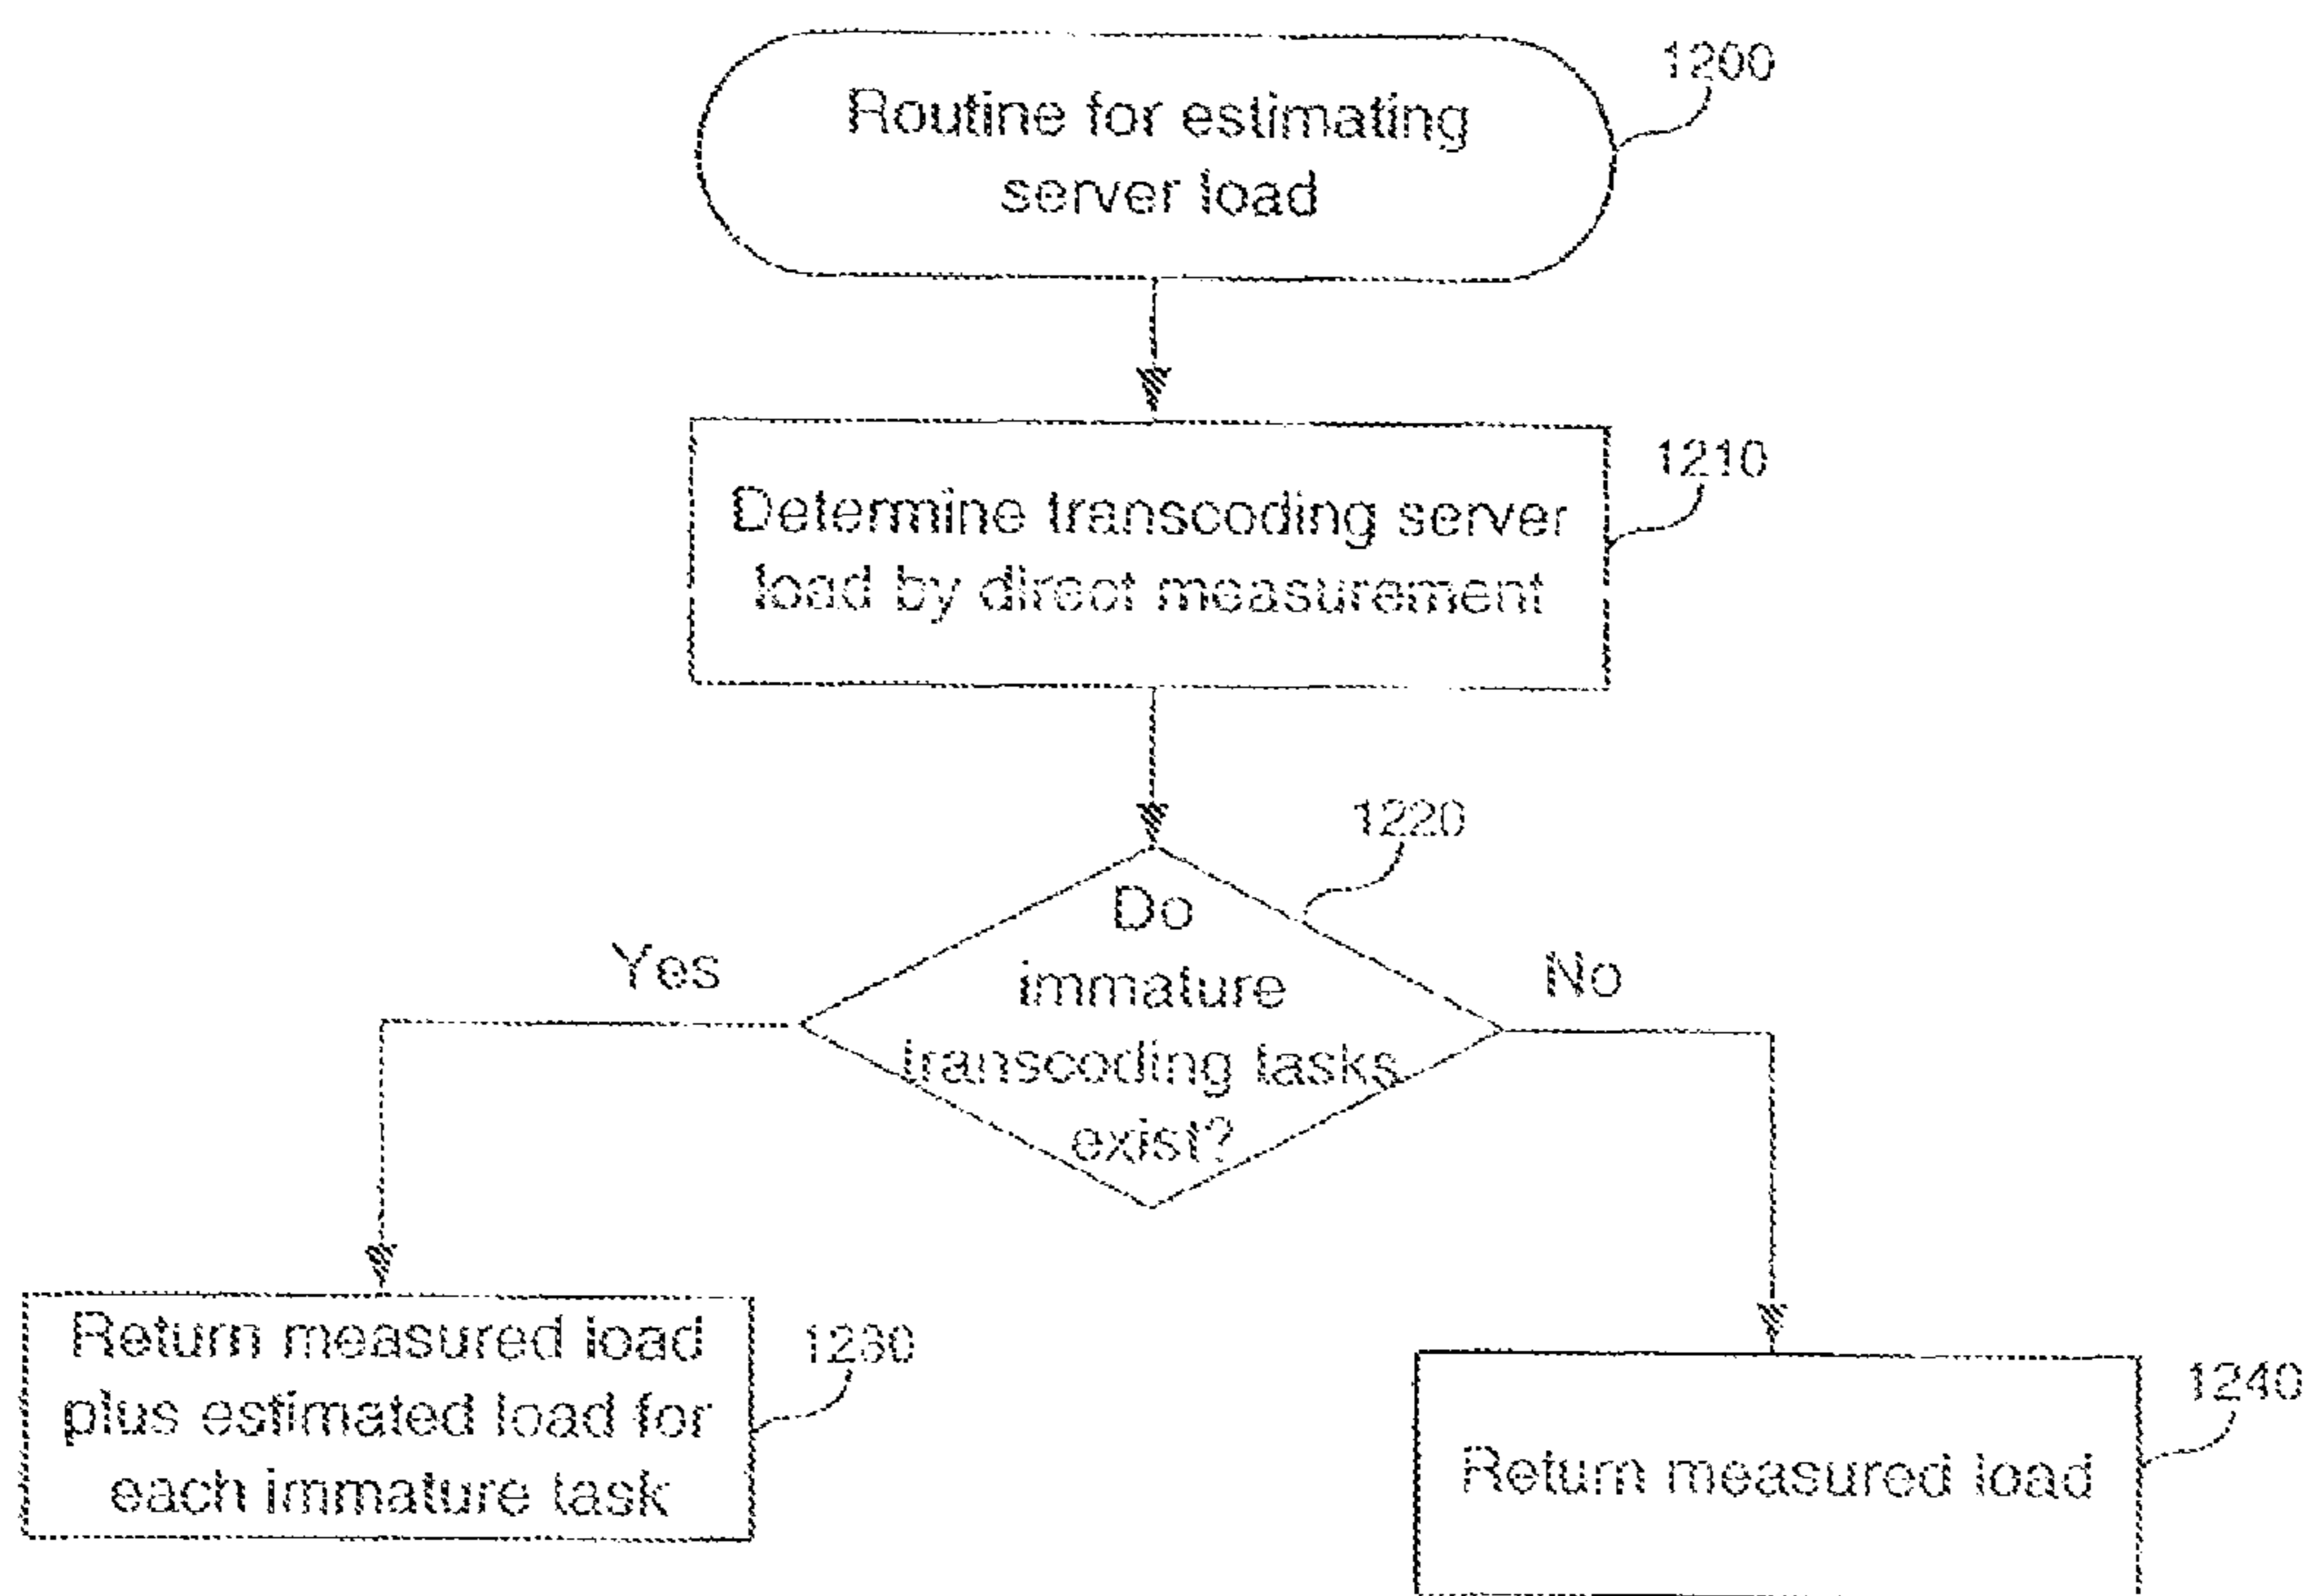 Routine for estimating
server load
1200
Determine transcoding server
load by direct measurement
1210
1220
Do
immature
transcoding tasks
exist?
Yes
No
Return measured load
plus estimated load for
each immature task
1230
Return measured load
1240